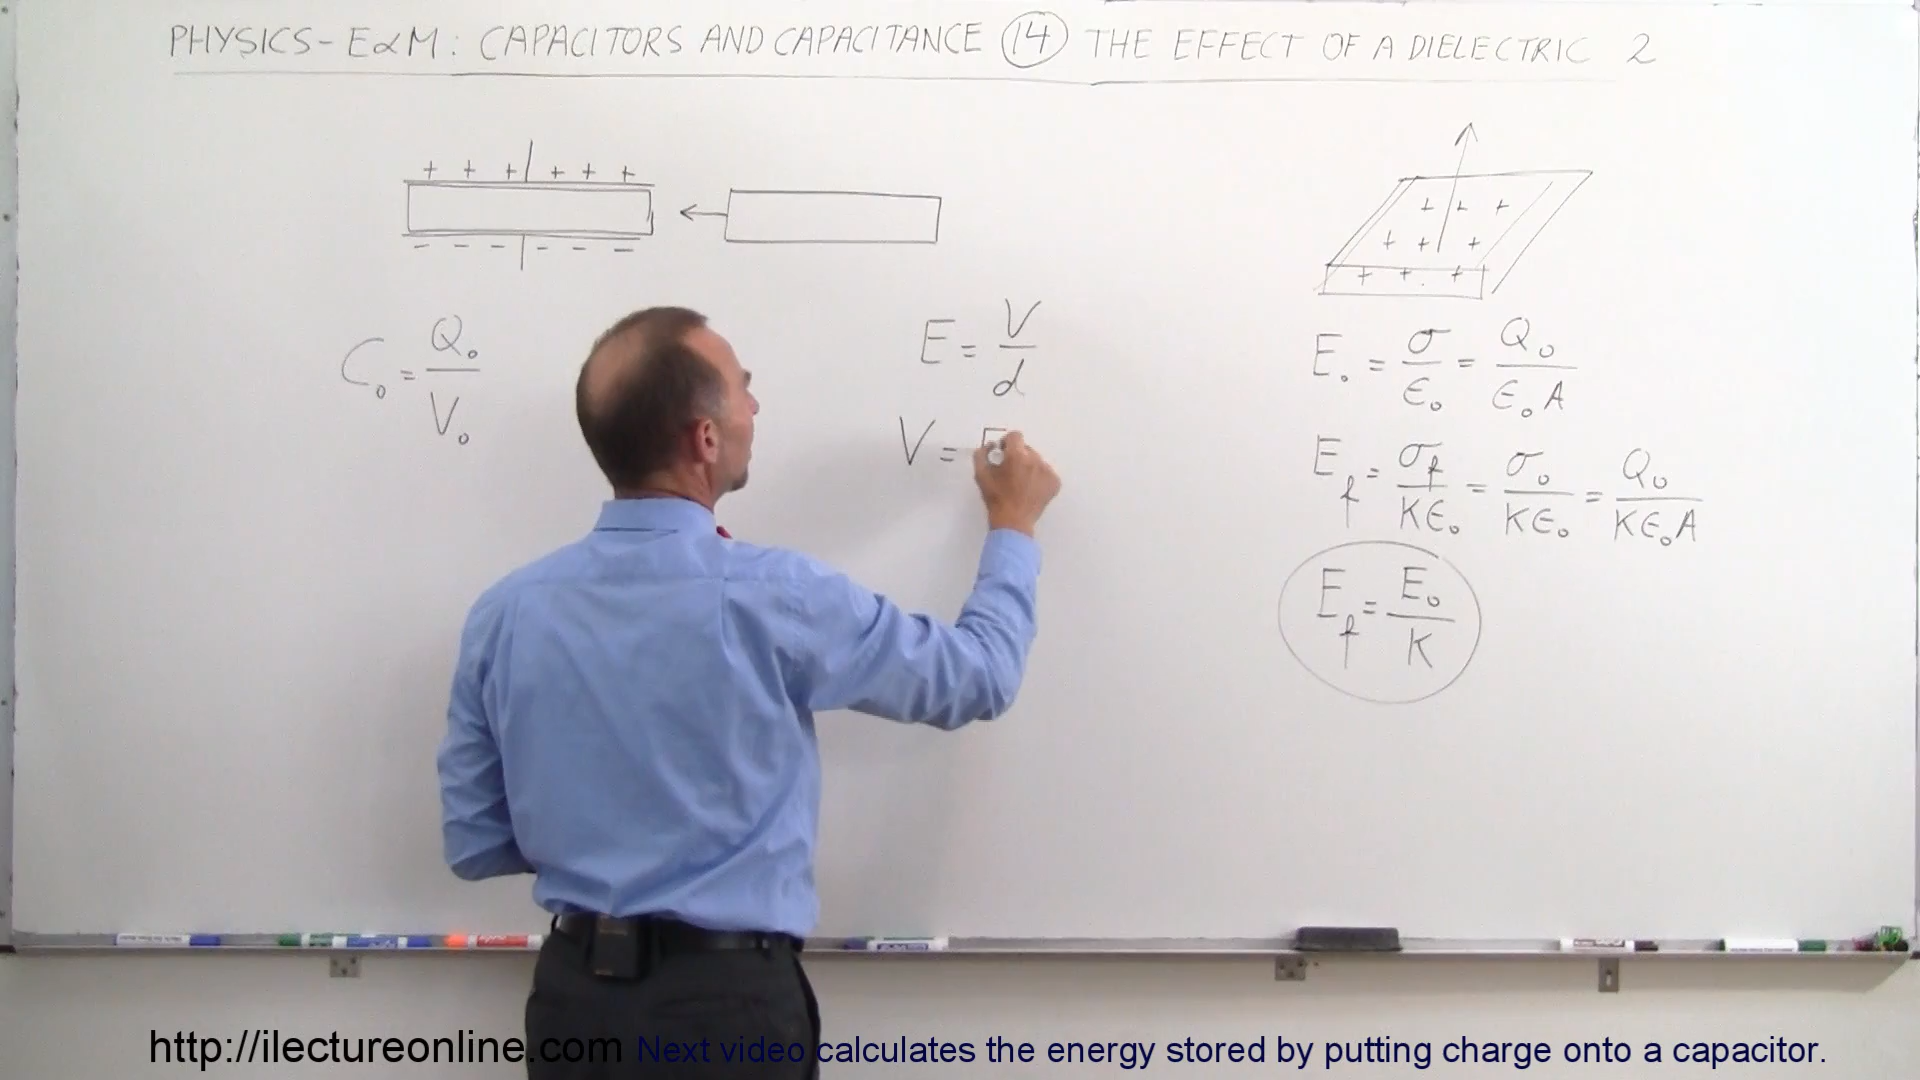 PHYSICS - E&M: CAPACITORS AND CAPACITANCE 14 THE EFFECT OF A DIELECTRIC 2
+ + + + + +
- - - - - -
+ + +
+ + +
+ + +
C₀ = Q₀/V₀
E = V/d
V = E
E₀ = σ/ϵ₀ = Q₀/ϵ₀A
E_f = σ_f/Kϵ₀ = σ₀/Kϵ₀ = Q₀/Kϵ₀A
E_f = E₀/K
http://ilectureonline.com Next video calculates the energy stored by putting charge onto a capacitor.